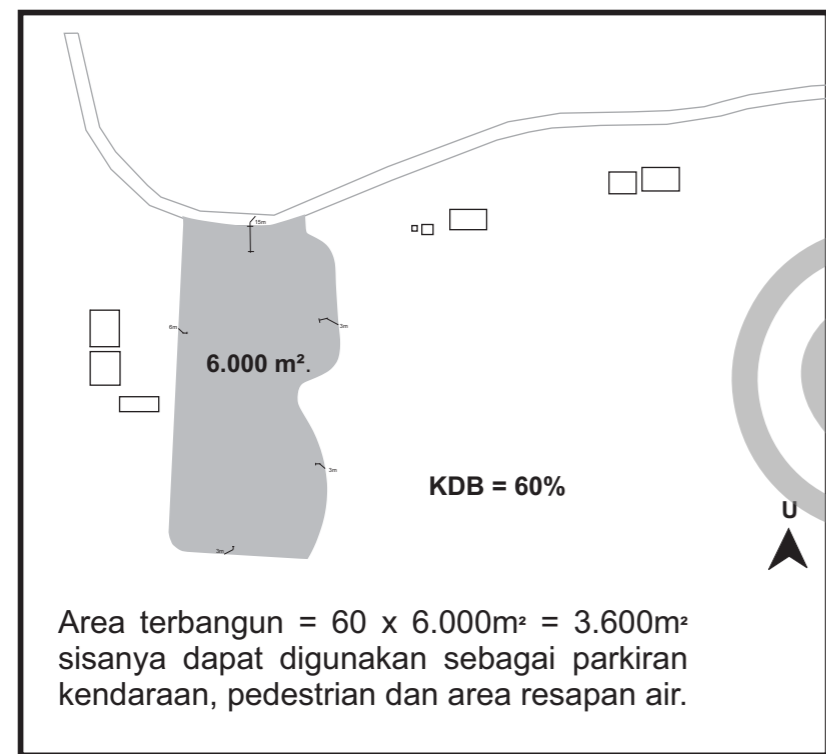 15m
6m
3m
6.000 m².
3m
KDB = 60%
U
3m
Area terbangun = 60 x 6.000m² = 3.600m²
sisanya dapat digunakan sebagai parkiran
kendaraan, pedestrian dan area resapan air.